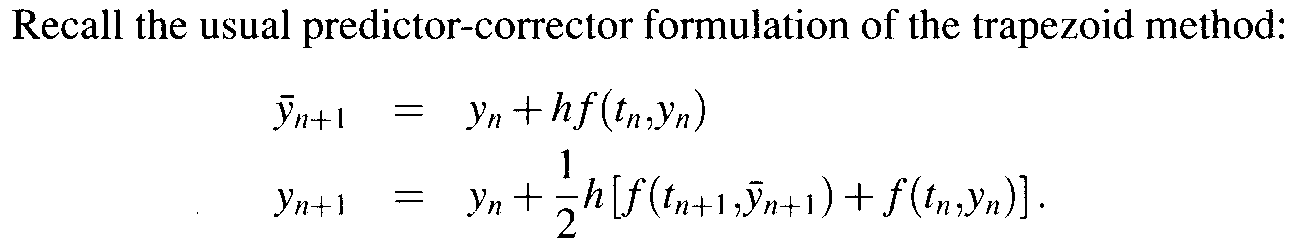 Recall the usual predictor-corrector formulation of the trapezoid method:
ȳₙ₊₁ = yₙ + hf(tₙ,yₙ)
yₙ₊₁ = yₙ + ½h[f(tₙ₊₁,ȳₙ₊₁) + f(tₙ,yₙ)].